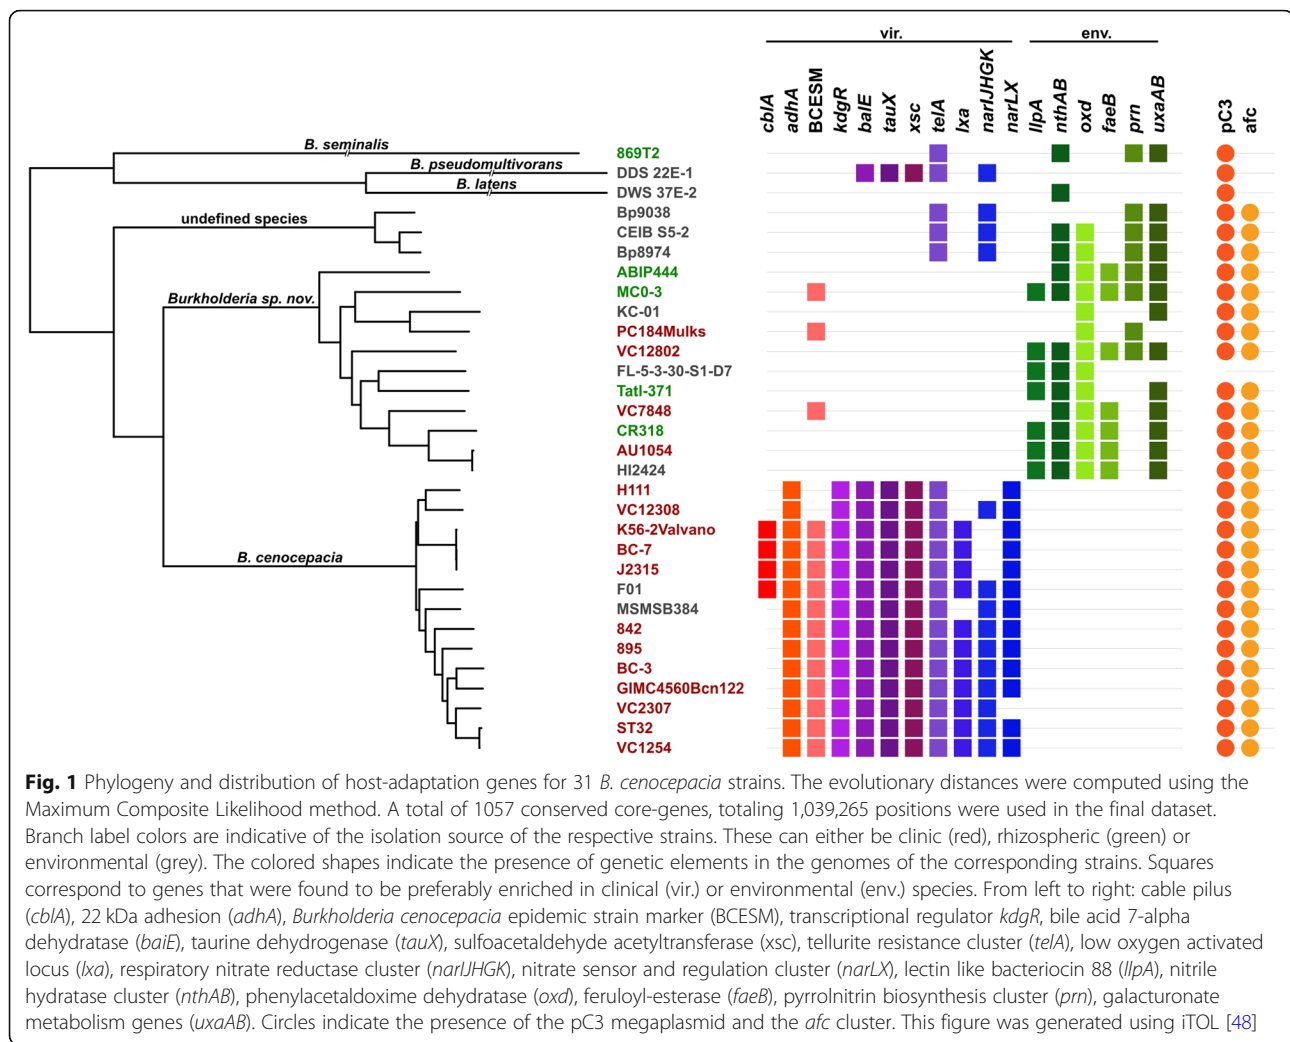 vir.
env.
cblA
adhA
BCESM
kdgR
baIE
tauX
xsc
telA
lxa
narIJHGK
narLX
llpA
nthAB
oxd
faeB
prn
uxaAB
pC3
afc
B. seminalis
869T2
B. pseudomultivorans
DDS 22E-1
B. latens
DWS 37E-2
undefined species
Bp9038
CEIB S5-2
Bp8974
ABIP444
Burkholderia sp. nov.
MC0-3
KC-01
PC184Mulks
VC12802
FL-5-3-30-S1-D7
Tatl-371
VC7848
CR318
AU1054
HI2424
H111
VC12308
K56-2Valvano
BC-7
B. cenocepacia
J2315
F01
MSMSB384
842
895
BC-3
GIMC4560Bcn122
VC2307
ST32
VC1254
Fig. 1 Phylogeny and distribution of host-adaptation genes for 31 B. cenocepacia strains. The evolutionary distances were computed using the
Maximum Composite Likelihood method. A total of 1057 conserved core-genes, totaling 1,039,265 positions were used in the final dataset.
Branch label colors are indicative of the isolation source of the respective strains. These can either be clinic (red), rhizospheric (green) or
environmental (grey). The colored shapes indicate the presence of genetic elements in the genomes of the corresponding strains. Squares
correspond to genes that were found to be preferably enriched in clinical (vir.) or environmental (env.) species. From left to right: cable pilus
(cblA), 22 kDa adhesion (adhA), Burkholderia cenocepacia epidemic strain marker (BCESM), transcriptional regulator kdgR, bile acid 7-alpha
dehydratase (baiE), taurine dehydrogenase (tauX), sulfoacetaldehyde acetyltransferase (xsc), tellurite resistance cluster (telA), low oxygen activated
locus (lxa), respiratory nitrate reductase cluster (narIJHGK), nitrate sensor and regulation cluster (narLX), lectin like bacteriocin 88 (llpA), nitrile
hydratase cluster (nthAB), phenylacetaldoxime dehydratase (oxd), feruloyl-esterase (faeB), pyrrolnitrin biosynthesis cluster (prn), galacturonate
metabolism genes (uxaAB). Circles indicate the presence of the pC3 megaplasmid and the afc cluster. This figure was generated using iTOL [48]